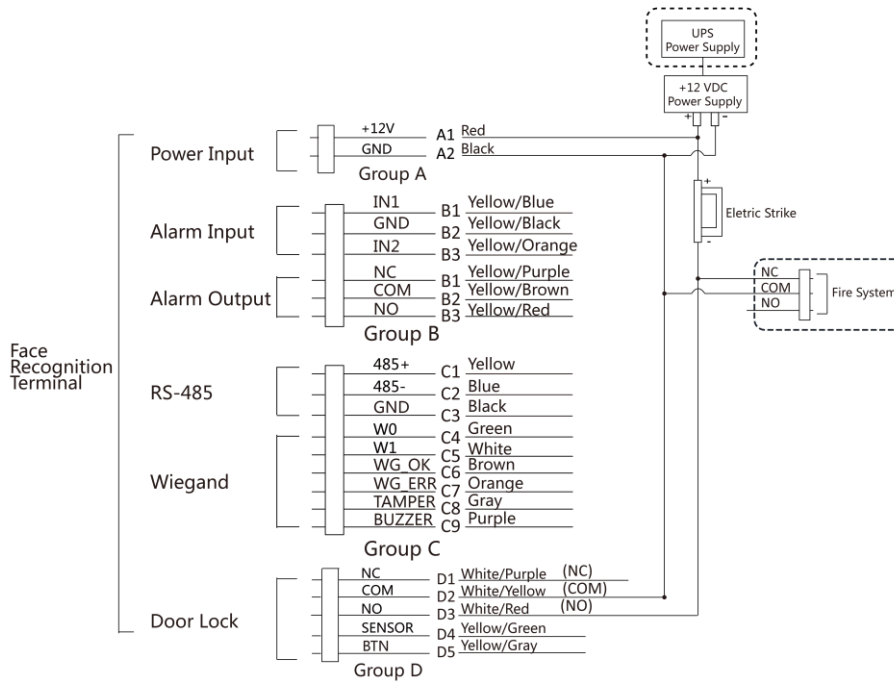 UPS
Power Supply
+12 VDC
Power Supply
+ -
Power Input
+12V A1 Red
GND A2 Black
Group A
+
Eletric Strike
-
Alarm Input
IN1 B1 Yellow/Blue
GND B2 Yellow/Black
IN2 B3 Yellow/Orange
Alarm Output
NC B1 Yellow/Purple
COM B2 Yellow/Brown
NO B3 Yellow/Red
Group B
NC
COM
NO
Fire System
Face
Recognition
Terminal
RS-485
485+ C1 Yellow
485- C2 Blue
GND C3 Black
Wiegand
W0 C4 Green
W1 C5 White
WG_OK C6 Brown
WG_ERR C7 Orange
TAMPER C8 Gray
BUZZER C9 Purple
Group C
Door Lock
NC D1 White/Purple (NC)
COM D2 White/Yellow (COM)
NO D3 White/Red (NO)
SENSOR D4 Yellow/Green
BTN D5 Yellow/Gray
Group D